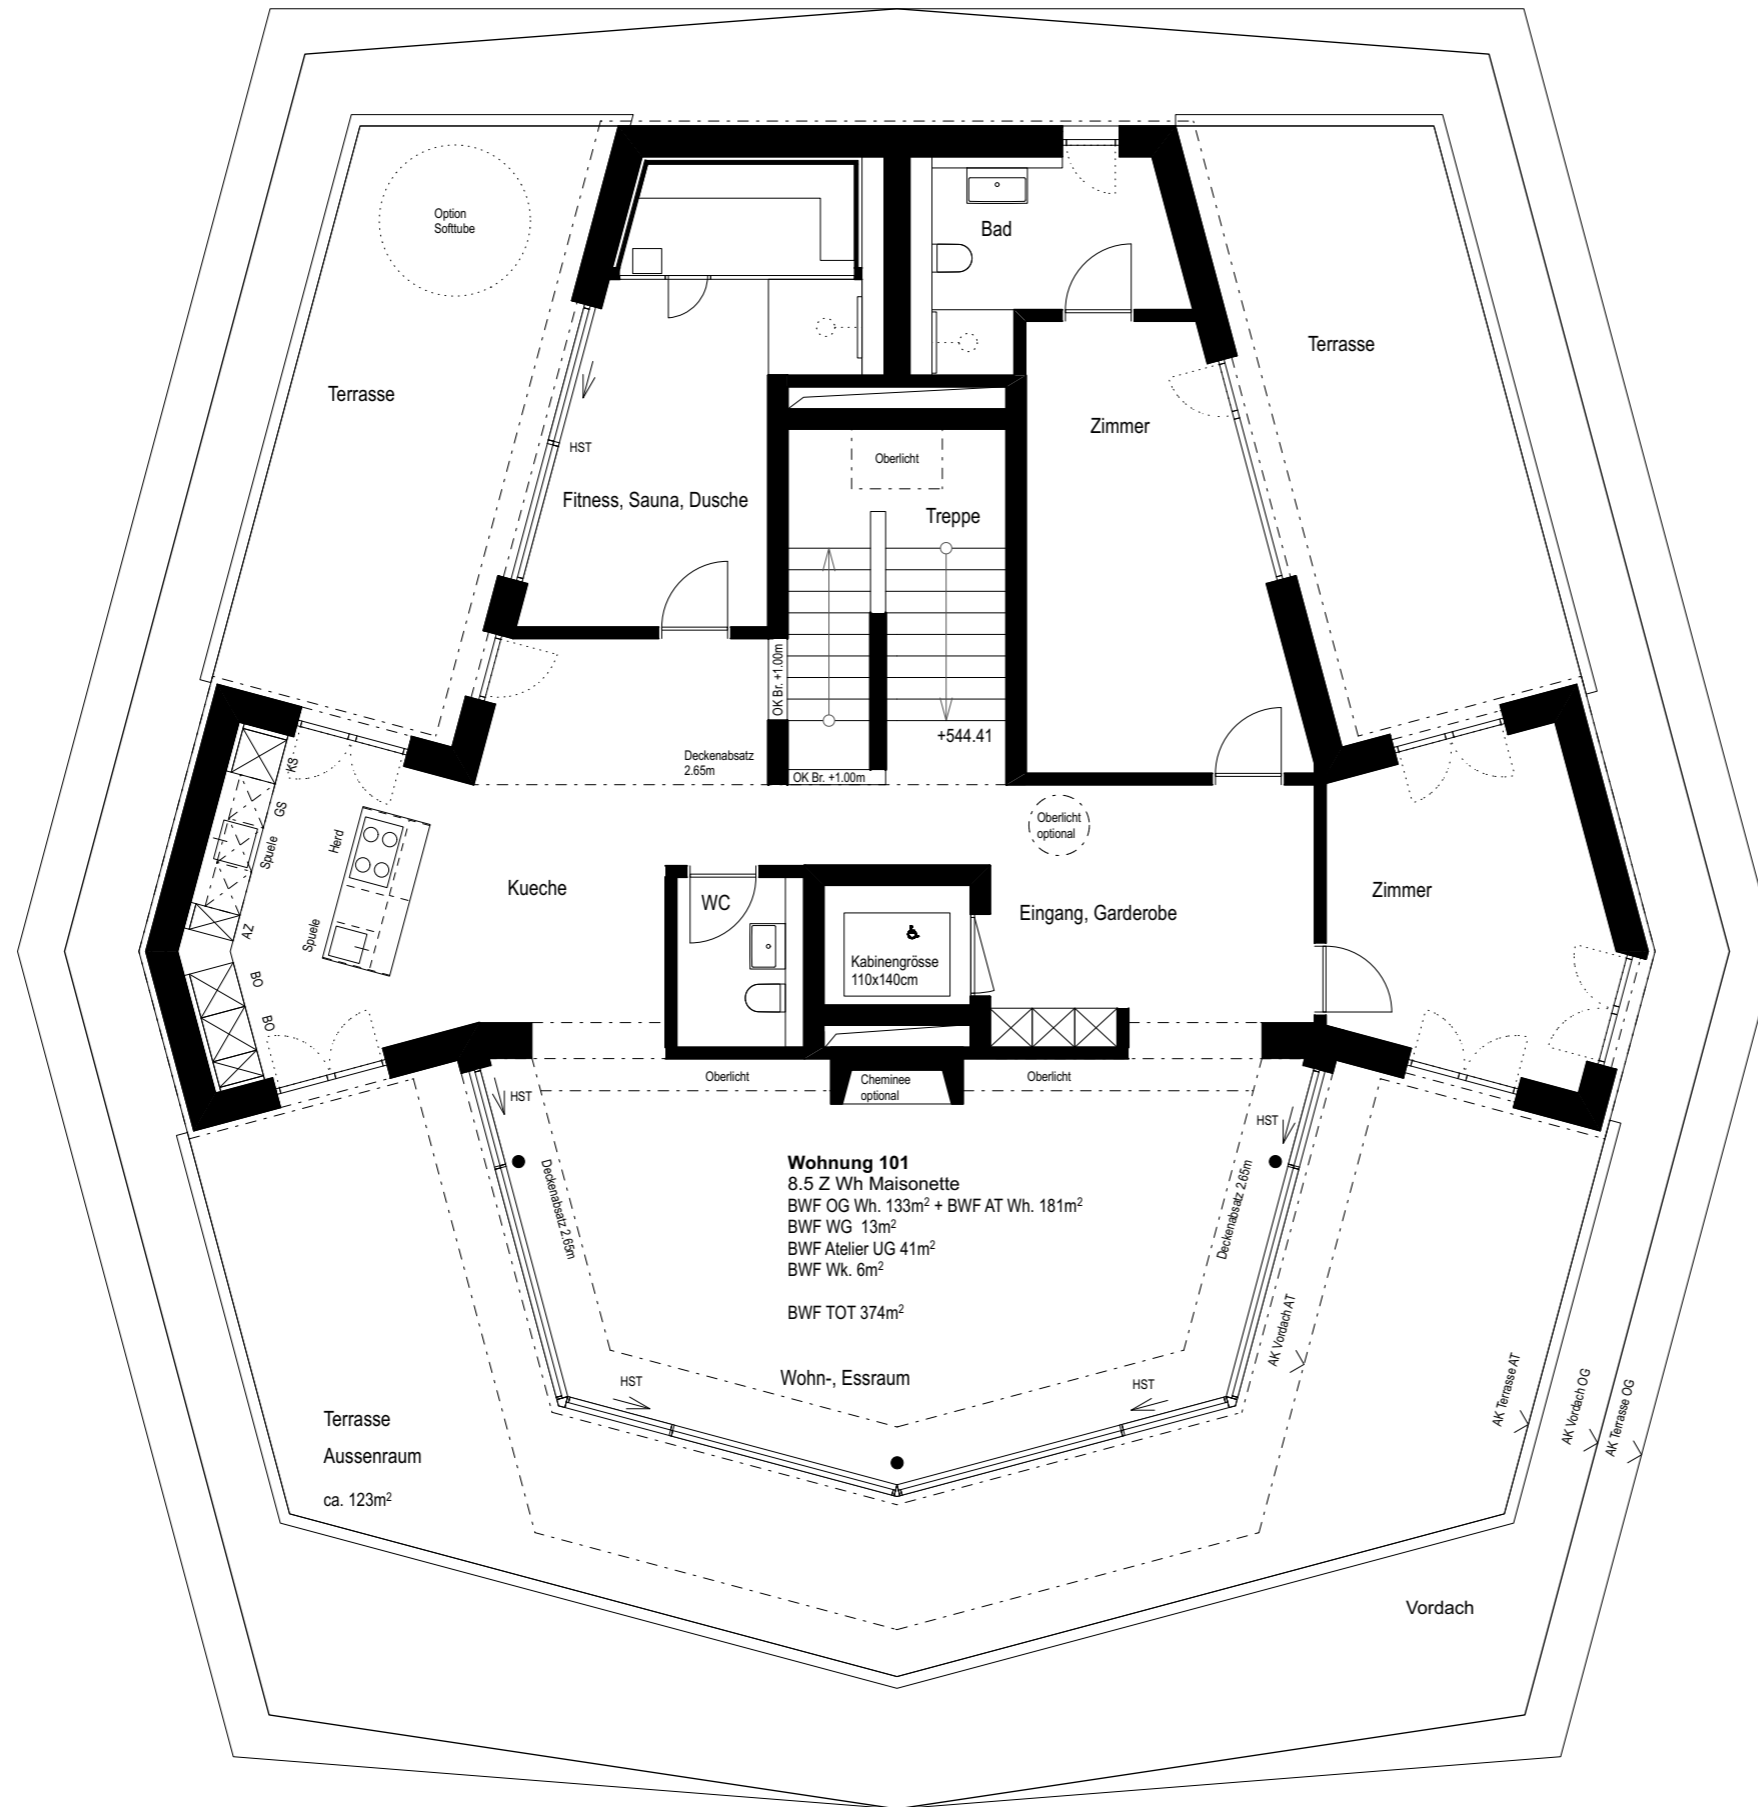 Option
Softtube
Bad
Terrasse
Terrasse
Zimmer
HST
Oberlicht
Fitness, Sauna, Dusche
Treppe
OK Br. +1.00m
+544.41
Deckenabsatz
2.65m
OK Br. +1.00m
KS
GS
Spuele
Herd
Spuele
AZ
BO
BO
Oberlicht
optional
Kueche
WC
Zimmer
Eingang, Garderobe
Kabinengrösse
110x140cm
Oberlicht
Cheminee
optional
Oberlicht
HST
HST
Deckenabsatz 2.65m
Deckenabsatz 2.65m
Wohnung 101
8.5 Z Wh Maisonette
BWF OG Wh. 133m² + BWF AT Wh. 181m²
BWF WG 13m²
BWF Atelier UG 41m²
BWF Wk. 6m²
BWF TOT 374m²
AK Vordach AT
Wohn-, Essraum
HST
HST
AK Terrasse AT
AK Vordach OG
AK Terrasse OG
Terrasse
Aussenraum
ca. 123m²
Vordach